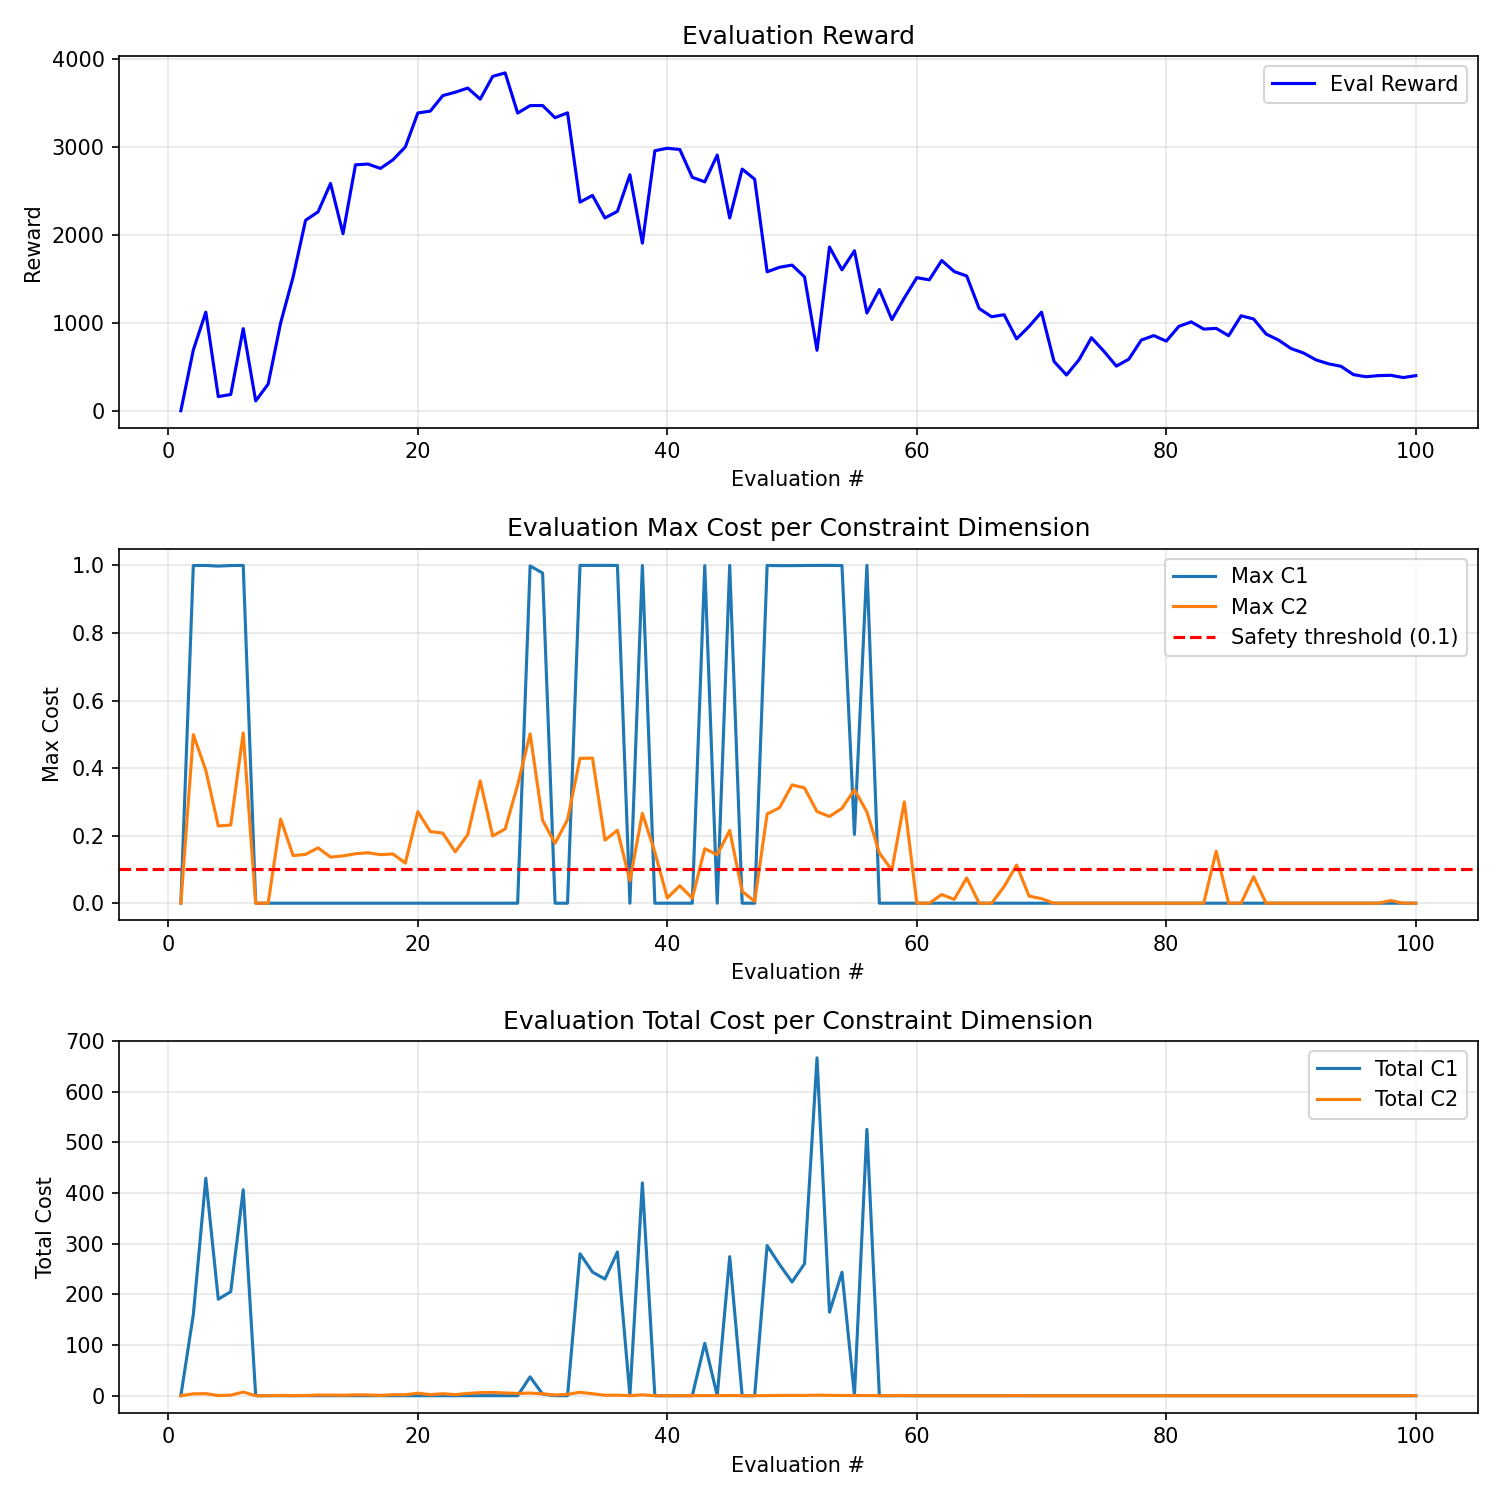 Evaluation Reward
4000
3000
2000
1000
0
Reward
Eval Reward
0 20 40 60 80 100
Evaluation #
Evaluation Max Cost per Constraint Dimension
1.0
0.8
0.6
0.4
0.2
0.0
Max Cost
Max C1
Max C2
Safety threshold (0.1)
0 20 40 60 80 100
Evaluation #
Evaluation Total Cost per Constraint Dimension
700
600
500
400
300
200
100
0
Total Cost
Total C1
Total C2
0 20 40 60 80 100
Evaluation #